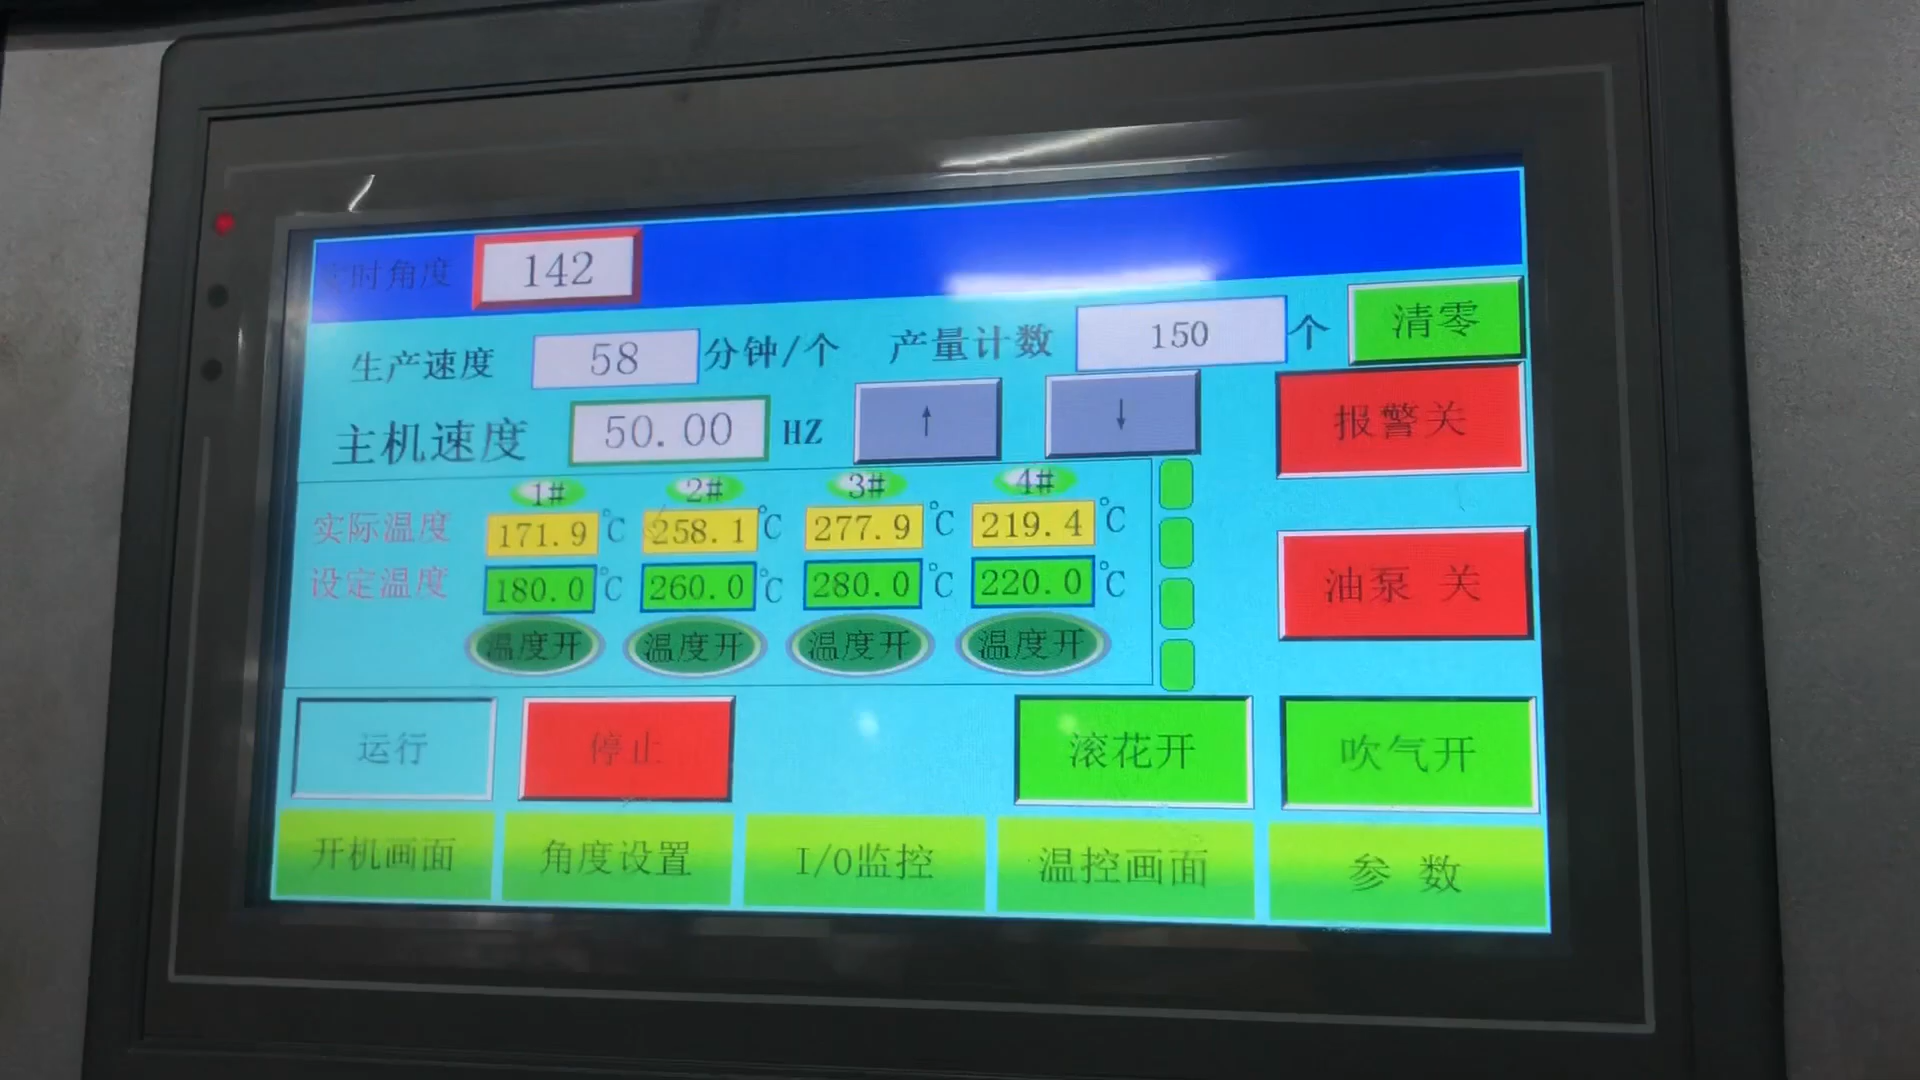 实时角度 142
生产速度 58 分钟/个 产量计数 150 个 清零
主机速度 50.00 HZ ↑ ↓ 报警关
1# 2# 3# 4#
实际温度 171.9 ℃ 258.1 ℃ 277.9 ℃ 219.4 ℃
设定温度 180.0 ℃ 260.0 ℃ 280.0 ℃ 220.0 ℃
油泵 关
温度开 温度开 温度开 温度开
运行 停止 滚花开 吹气开
开机画面 角度设置 I/O监控 温控画面 参 数